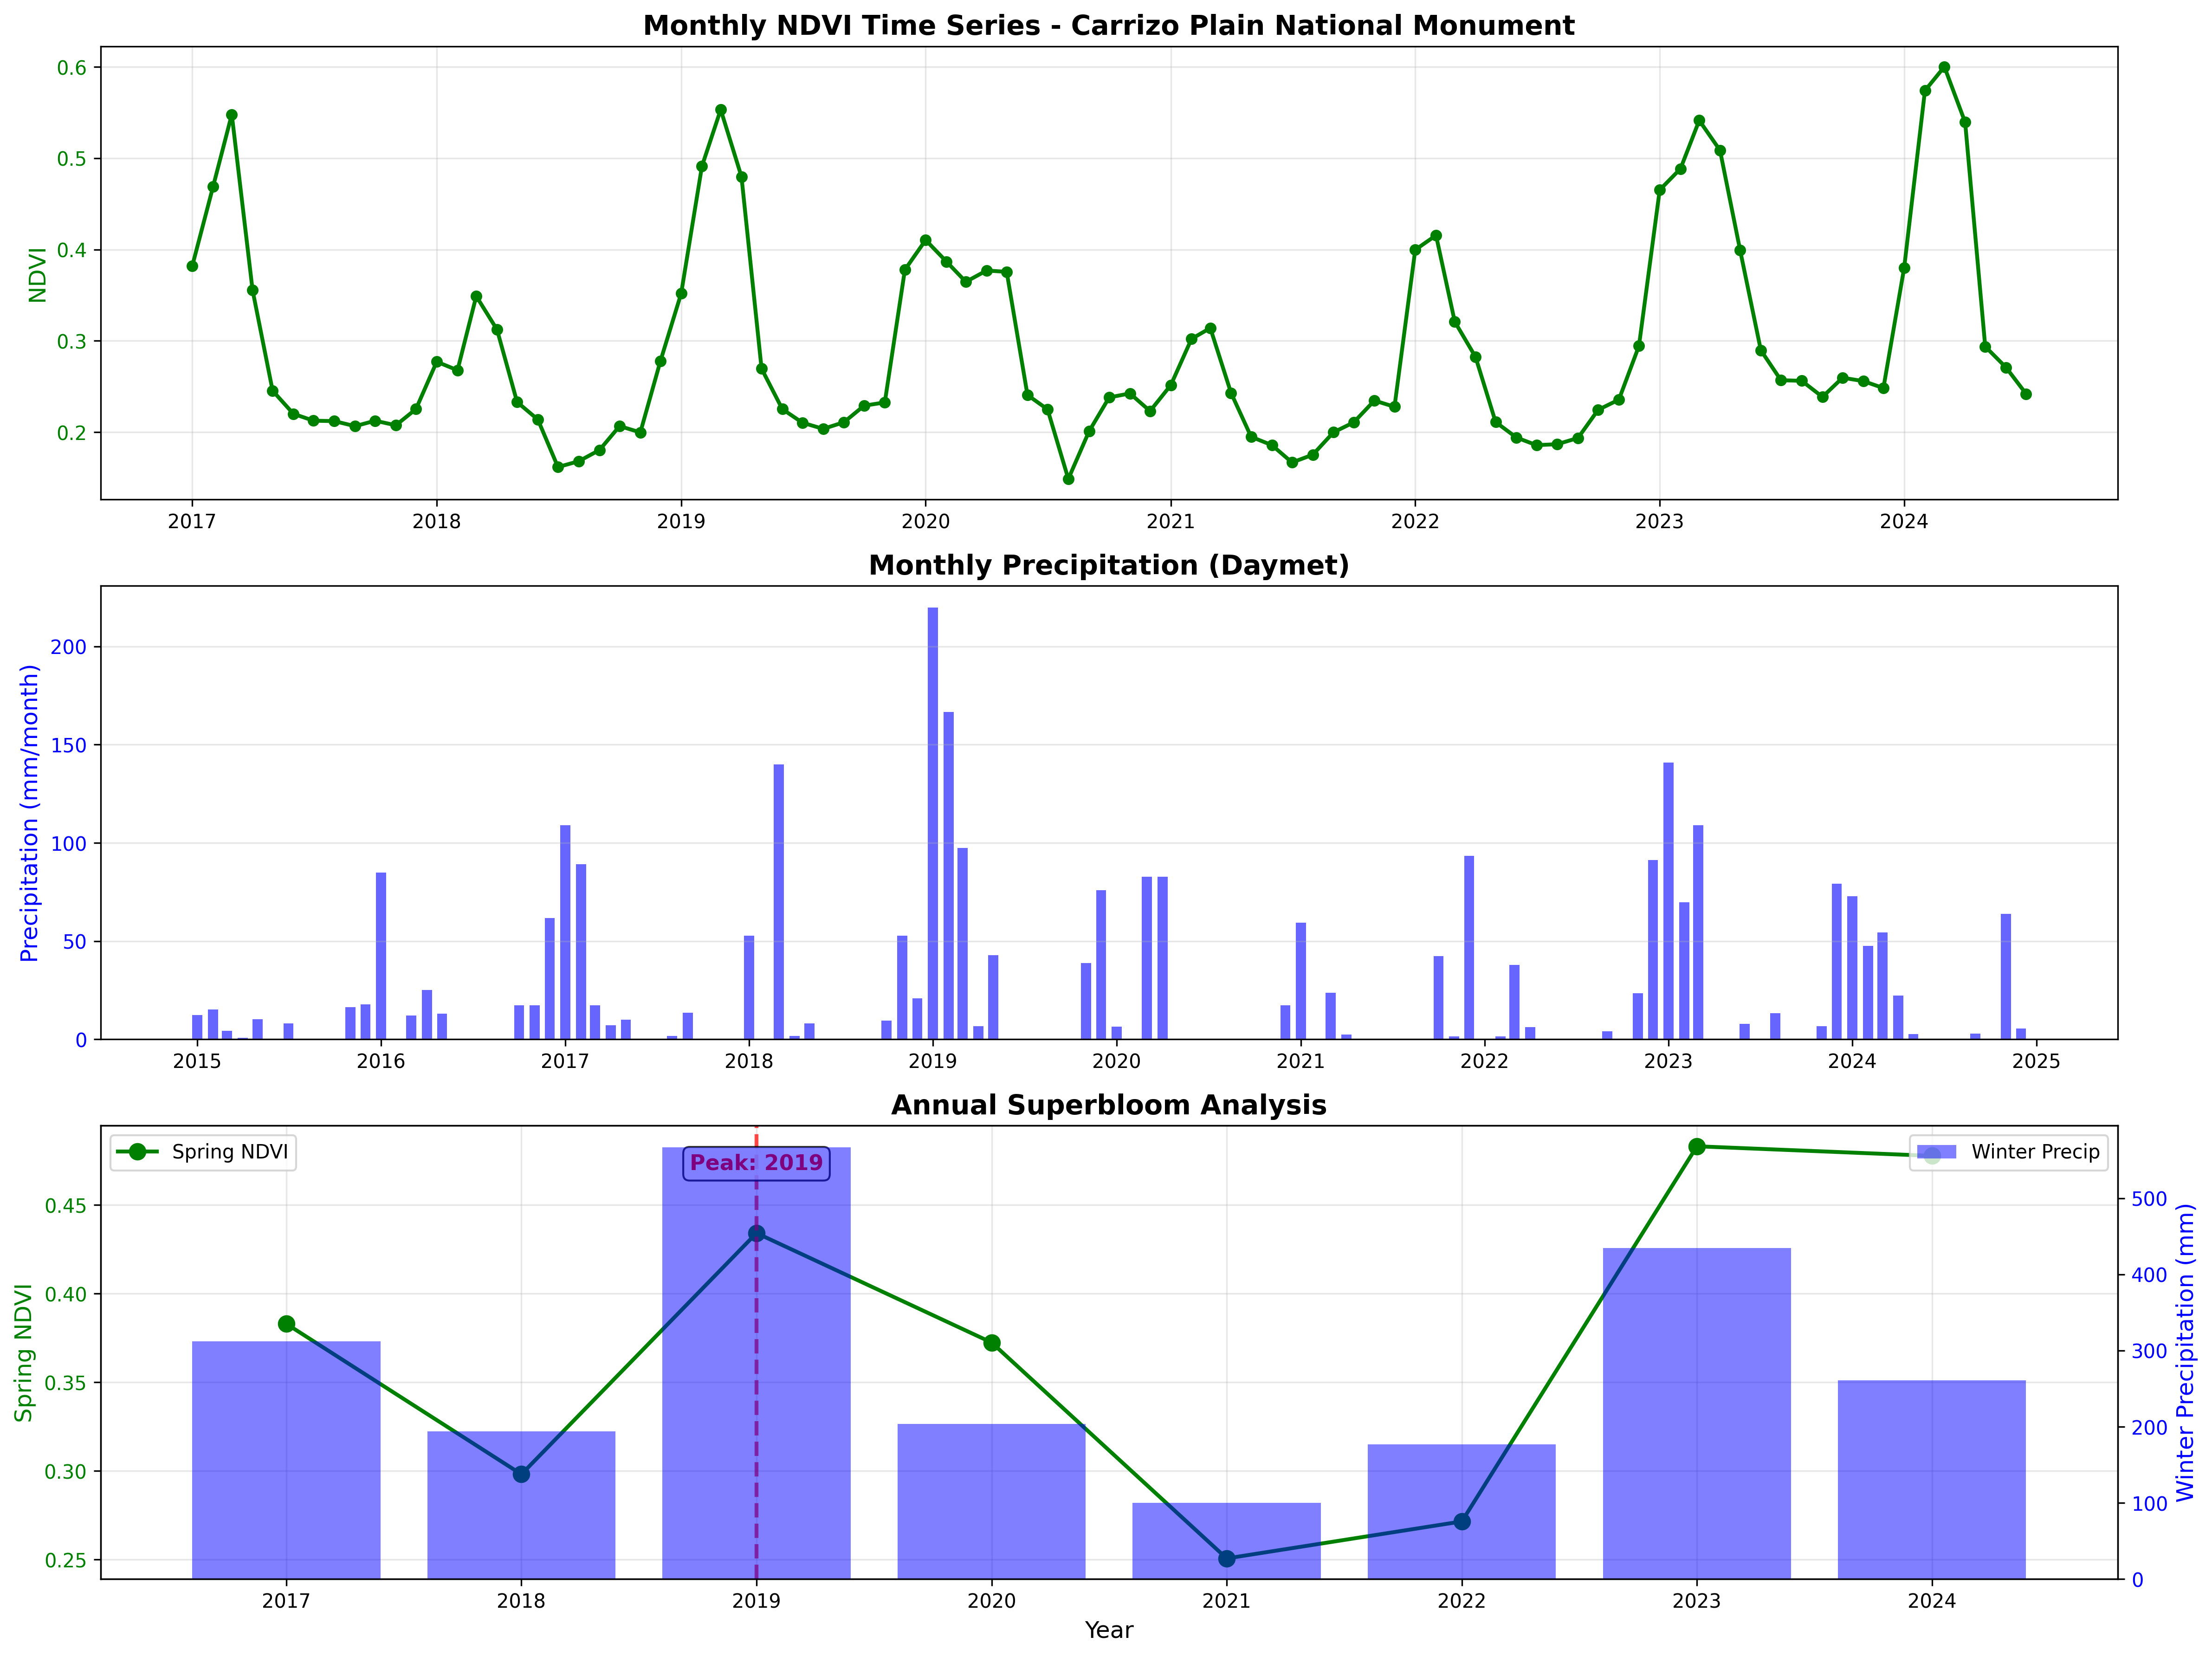 Monthly NDVI Time Series - Carrizo Plain National Monument
NDVI
0.6
0.5
0.4
0.3
0.2
2017 2018 2019 2020 2021 2022 2023 2024
Monthly Precipitation (Daymet)
Precipitation (mm/month)
200
150
100
50
0
2015 2016 2017 2018 2019 2020 2021 2022 2023 2024 2025
Annual Superbloom Analysis
Spring NDVI
Peak: 2019
Winter Precip
Spring NDVI
0.45
0.40
0.35
0.30
0.25
500
400
300
200
100
0
Winter Precipitation (mm)
2017 2018 2019 2020 2021 2022 2023 2024
Year